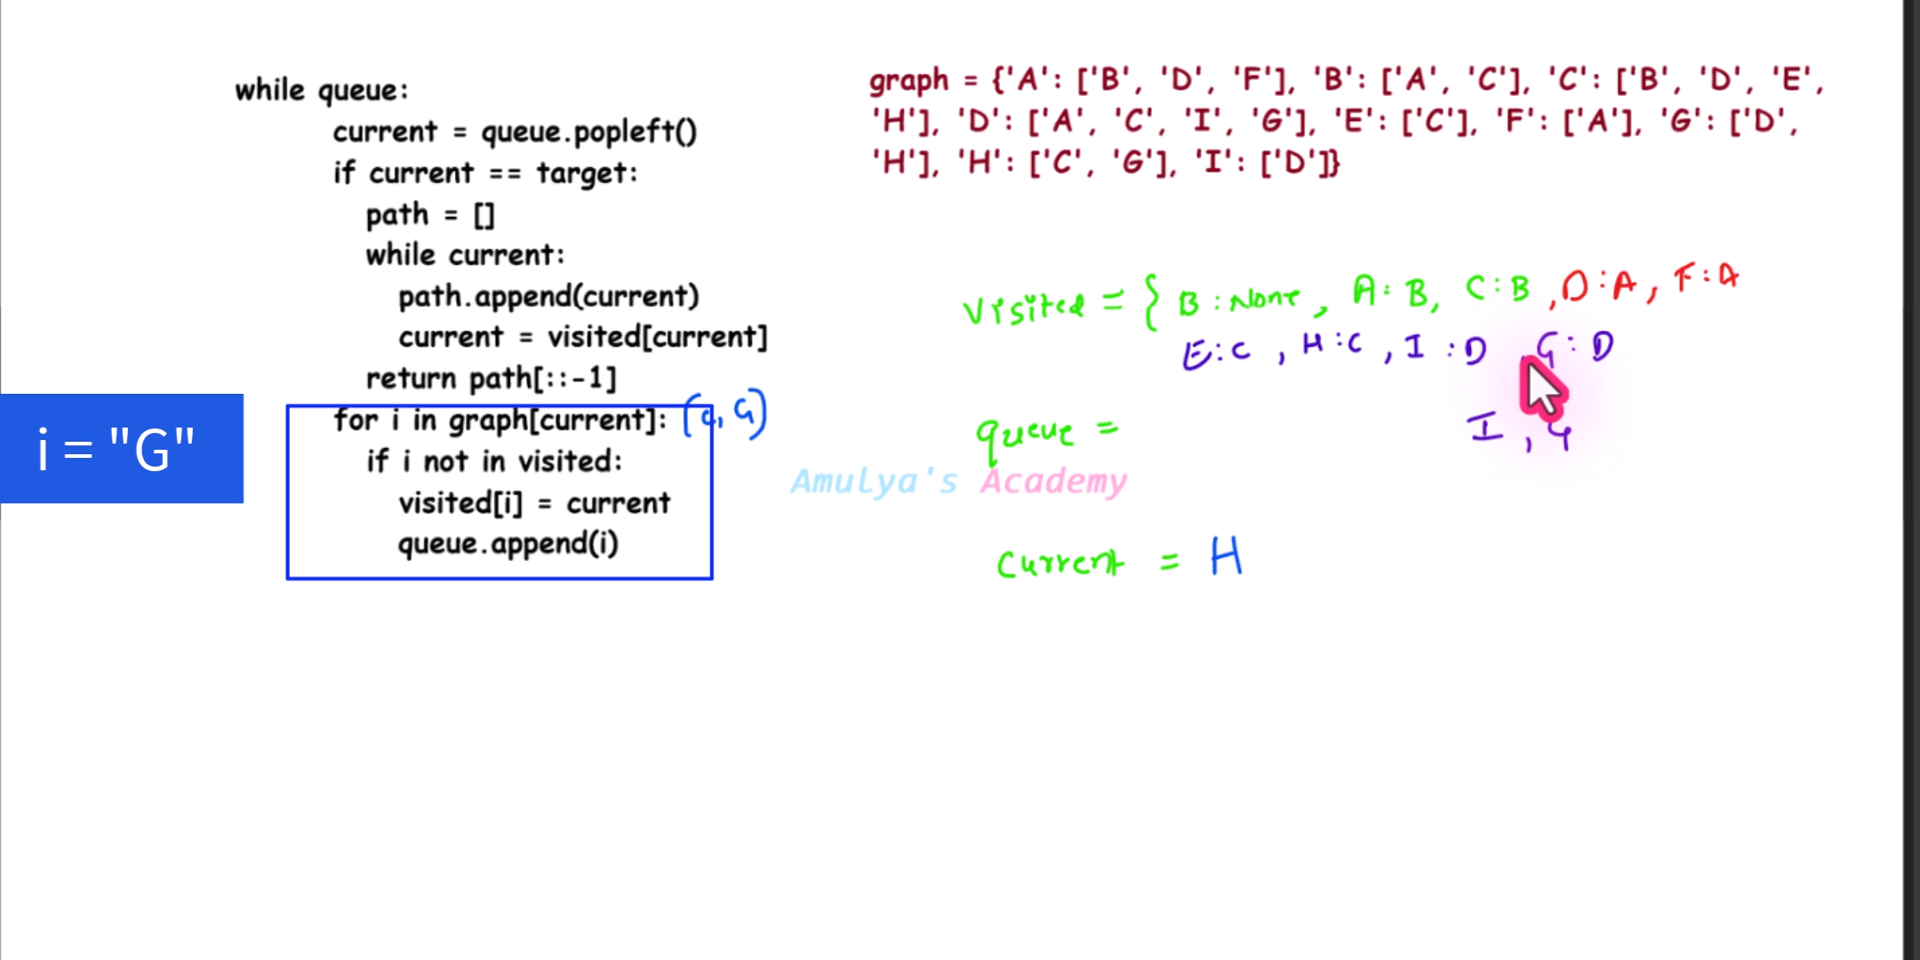 while queue:
current = queue.popleft()
if current == target:
path = []
while current:
path.append(current)
current = visited[current]
return path[::-1]
for i in graph[current]: (C, G)
if i not in visited:
visited[i] = current
queue.append(i)
i = "G"
graph = {'A': ['B', 'D', 'F'], 'B': ['A', 'C'], 'C': ['B', 'D', 'E',
'H'], 'D': ['A', 'C', 'I', 'G'], 'E': ['C'], 'F': ['A'], 'G': ['D',
'H'], 'H': ['C', 'G'], 'I': ['D']}
visited = { B : None, A : B, C : B, D : A, F : A
E : C, H : C, I : D, G : D
queue = I, G
Amulya's Academy
current = H